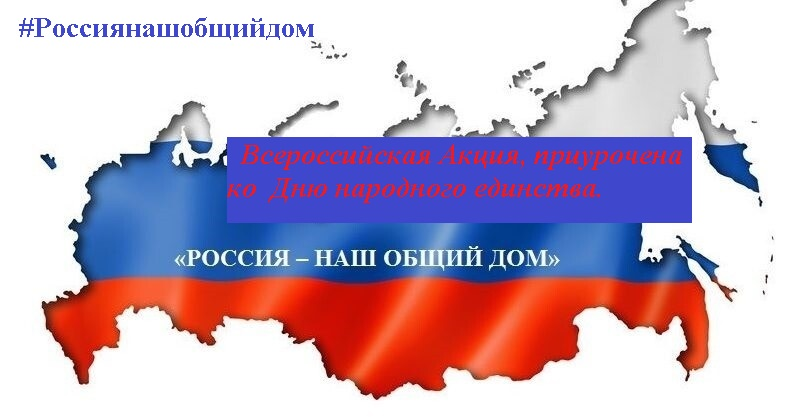 #Россиянашобщийдом
Всероссийская Акция, приурочена
ко Дню народного единства.
«РОССИЯ – НАШ ОБЩИЙ ДОМ»